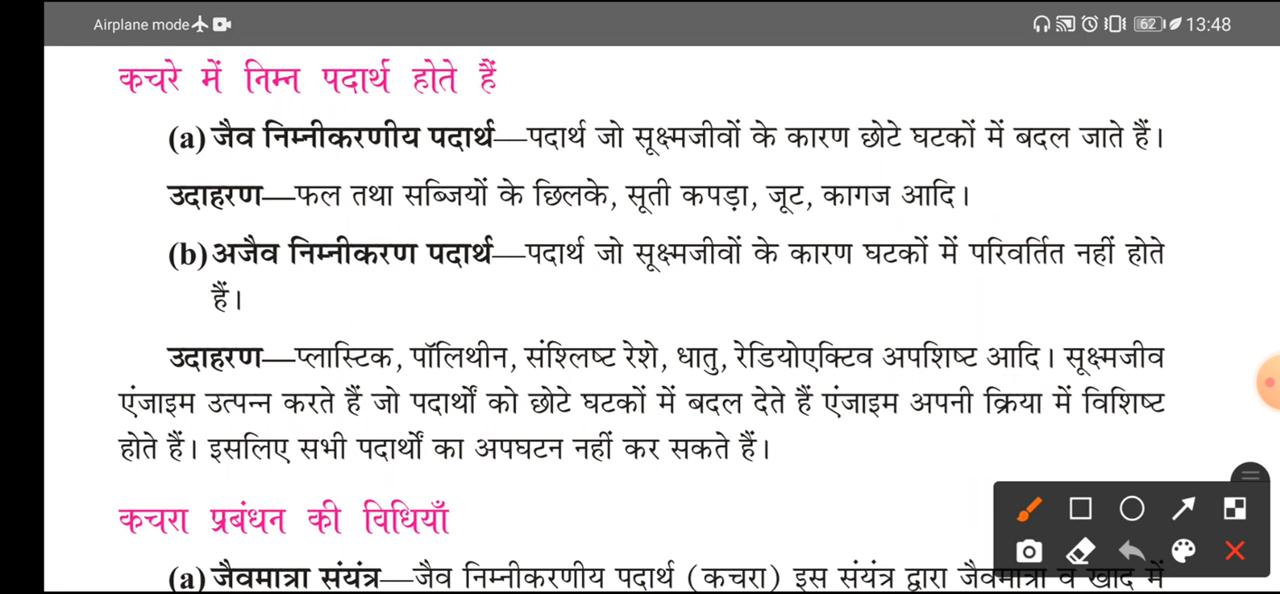 Airplane mode
62 13:48
कचरे में निम्न पदार्थ होते हैं
(a) जैव निम्नीकरणीय पदार्थ—पदार्थ जो सूक्ष्मजीवों के कारण छोटे घटकों में बदल जाते हैं।
उदाहरण—फल तथा सब्जियों के छिलके, सूती कपड़ा, जूट, कागज आदि।
(b) अजैव निम्नीकरण पदार्थ—पदार्थ जो सूक्ष्मजीवों के कारण घटकों में परिवर्तित नहीं होते
हैं।
उदाहरण—प्लास्टिक, पॉलिथीन, संश्लिष्ट रेशे, धातु, रेडियोएक्टिव अपशिष्ट आदि। सूक्ष्मजीव
एंजाइम उत्पन्न करते हैं जो पदार्थों को छोटे घटकों में बदल देते हैं एंजाइम अपनी क्रिया में विशिष्ट
होते हैं। इसलिए सभी पदार्थों का अपघटन नहीं कर सकते हैं।
कचरा प्रबंधन की विधियाँ
(a) जैवमात्रा संयंत्र—जैव निम्नीकरणीय पदार्थ (कचरा) इस संयंत्र द्वारा जैवमात्रा व खाद में